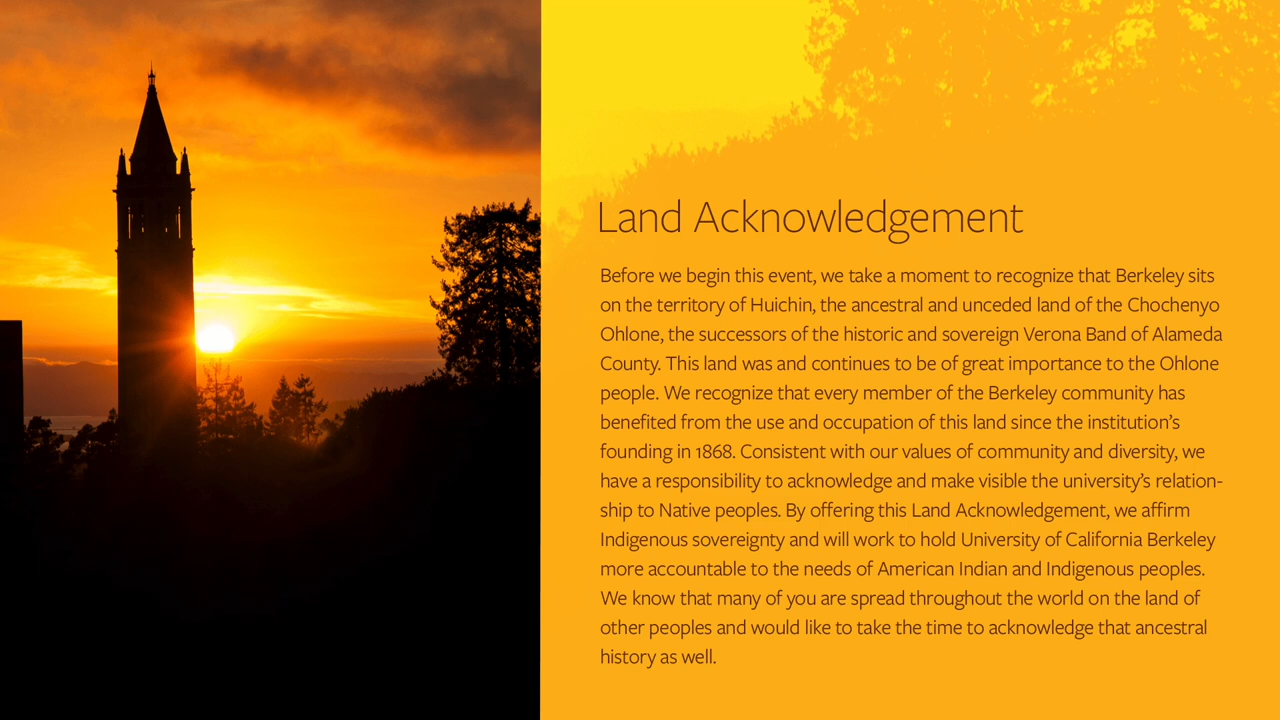 Land Acknowledgement
Before we begin this event, we take a moment to recognize that Berkeley sits
on the territory of Huichin, the ancestral and unceded land of the Chochenyo
Ohlone, the successors of the historic and sovereign Verona Band of Alameda
County. This land was and continues to be of great importance to the Ohlone
people. We recognize that every member of the Berkeley community has
benefited from the use and occupation of this land since the institution’s
founding in 1868. Consistent with our values of community and diversity, we
have a responsibility to acknowledge and make visible the university’s relation-
ship to Native peoples. By offering this Land Acknowledgement, we affirm
Indigenous sovereignty and will work to hold University of California Berkeley
more accountable to the needs of American Indian and Indigenous peoples.
We know that many of you are spread throughout the world on the land of
other peoples and would like to take the time to acknowledge that ancestral
history as well.